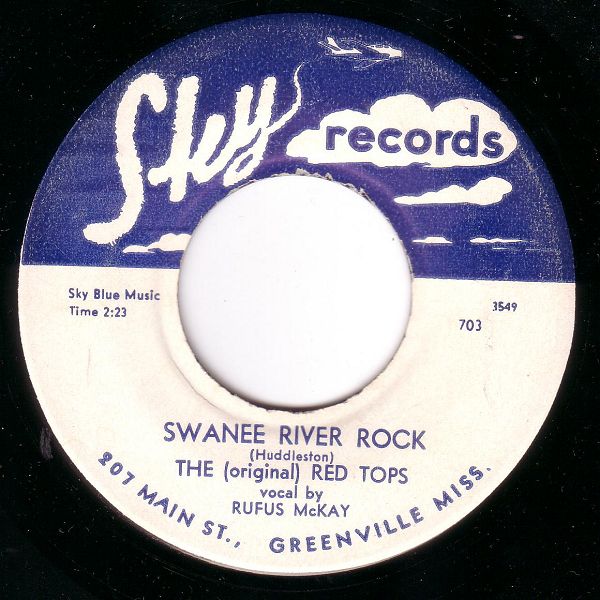 Sky
records
Sky Blue Music
Time 2:23
3549
703
SWANEE RIVER ROCK
(Huddleston)
THE (original) RED TOPS
vocal by
RUFUS McKAY
207 MAIN ST., GREENVILLE MISS.